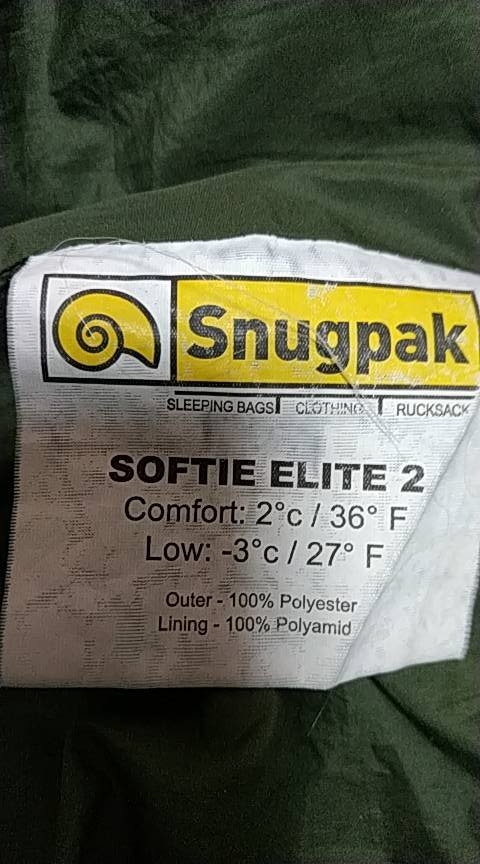 Snugpak
SLEEPING BAGS CLOTHING RUCKSACK
SOFTIE ELITE 2
Comfort: 2°c / 36° F
Low: -3°c / 27° F
Outer - 100% Polyester
Lining - 100% Polyamid